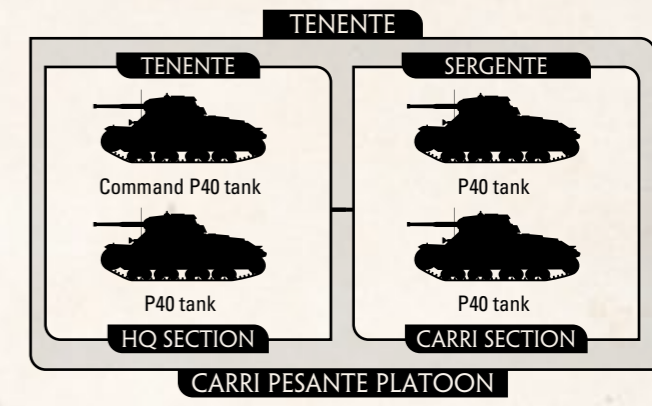 TENENTE
TENENTE
SERGENTE
Command P40 tank
P40 tank
P40 tank
P40 tank
HQ SECTION
CARRI SECTION
CARRI PESANTE PLATOON